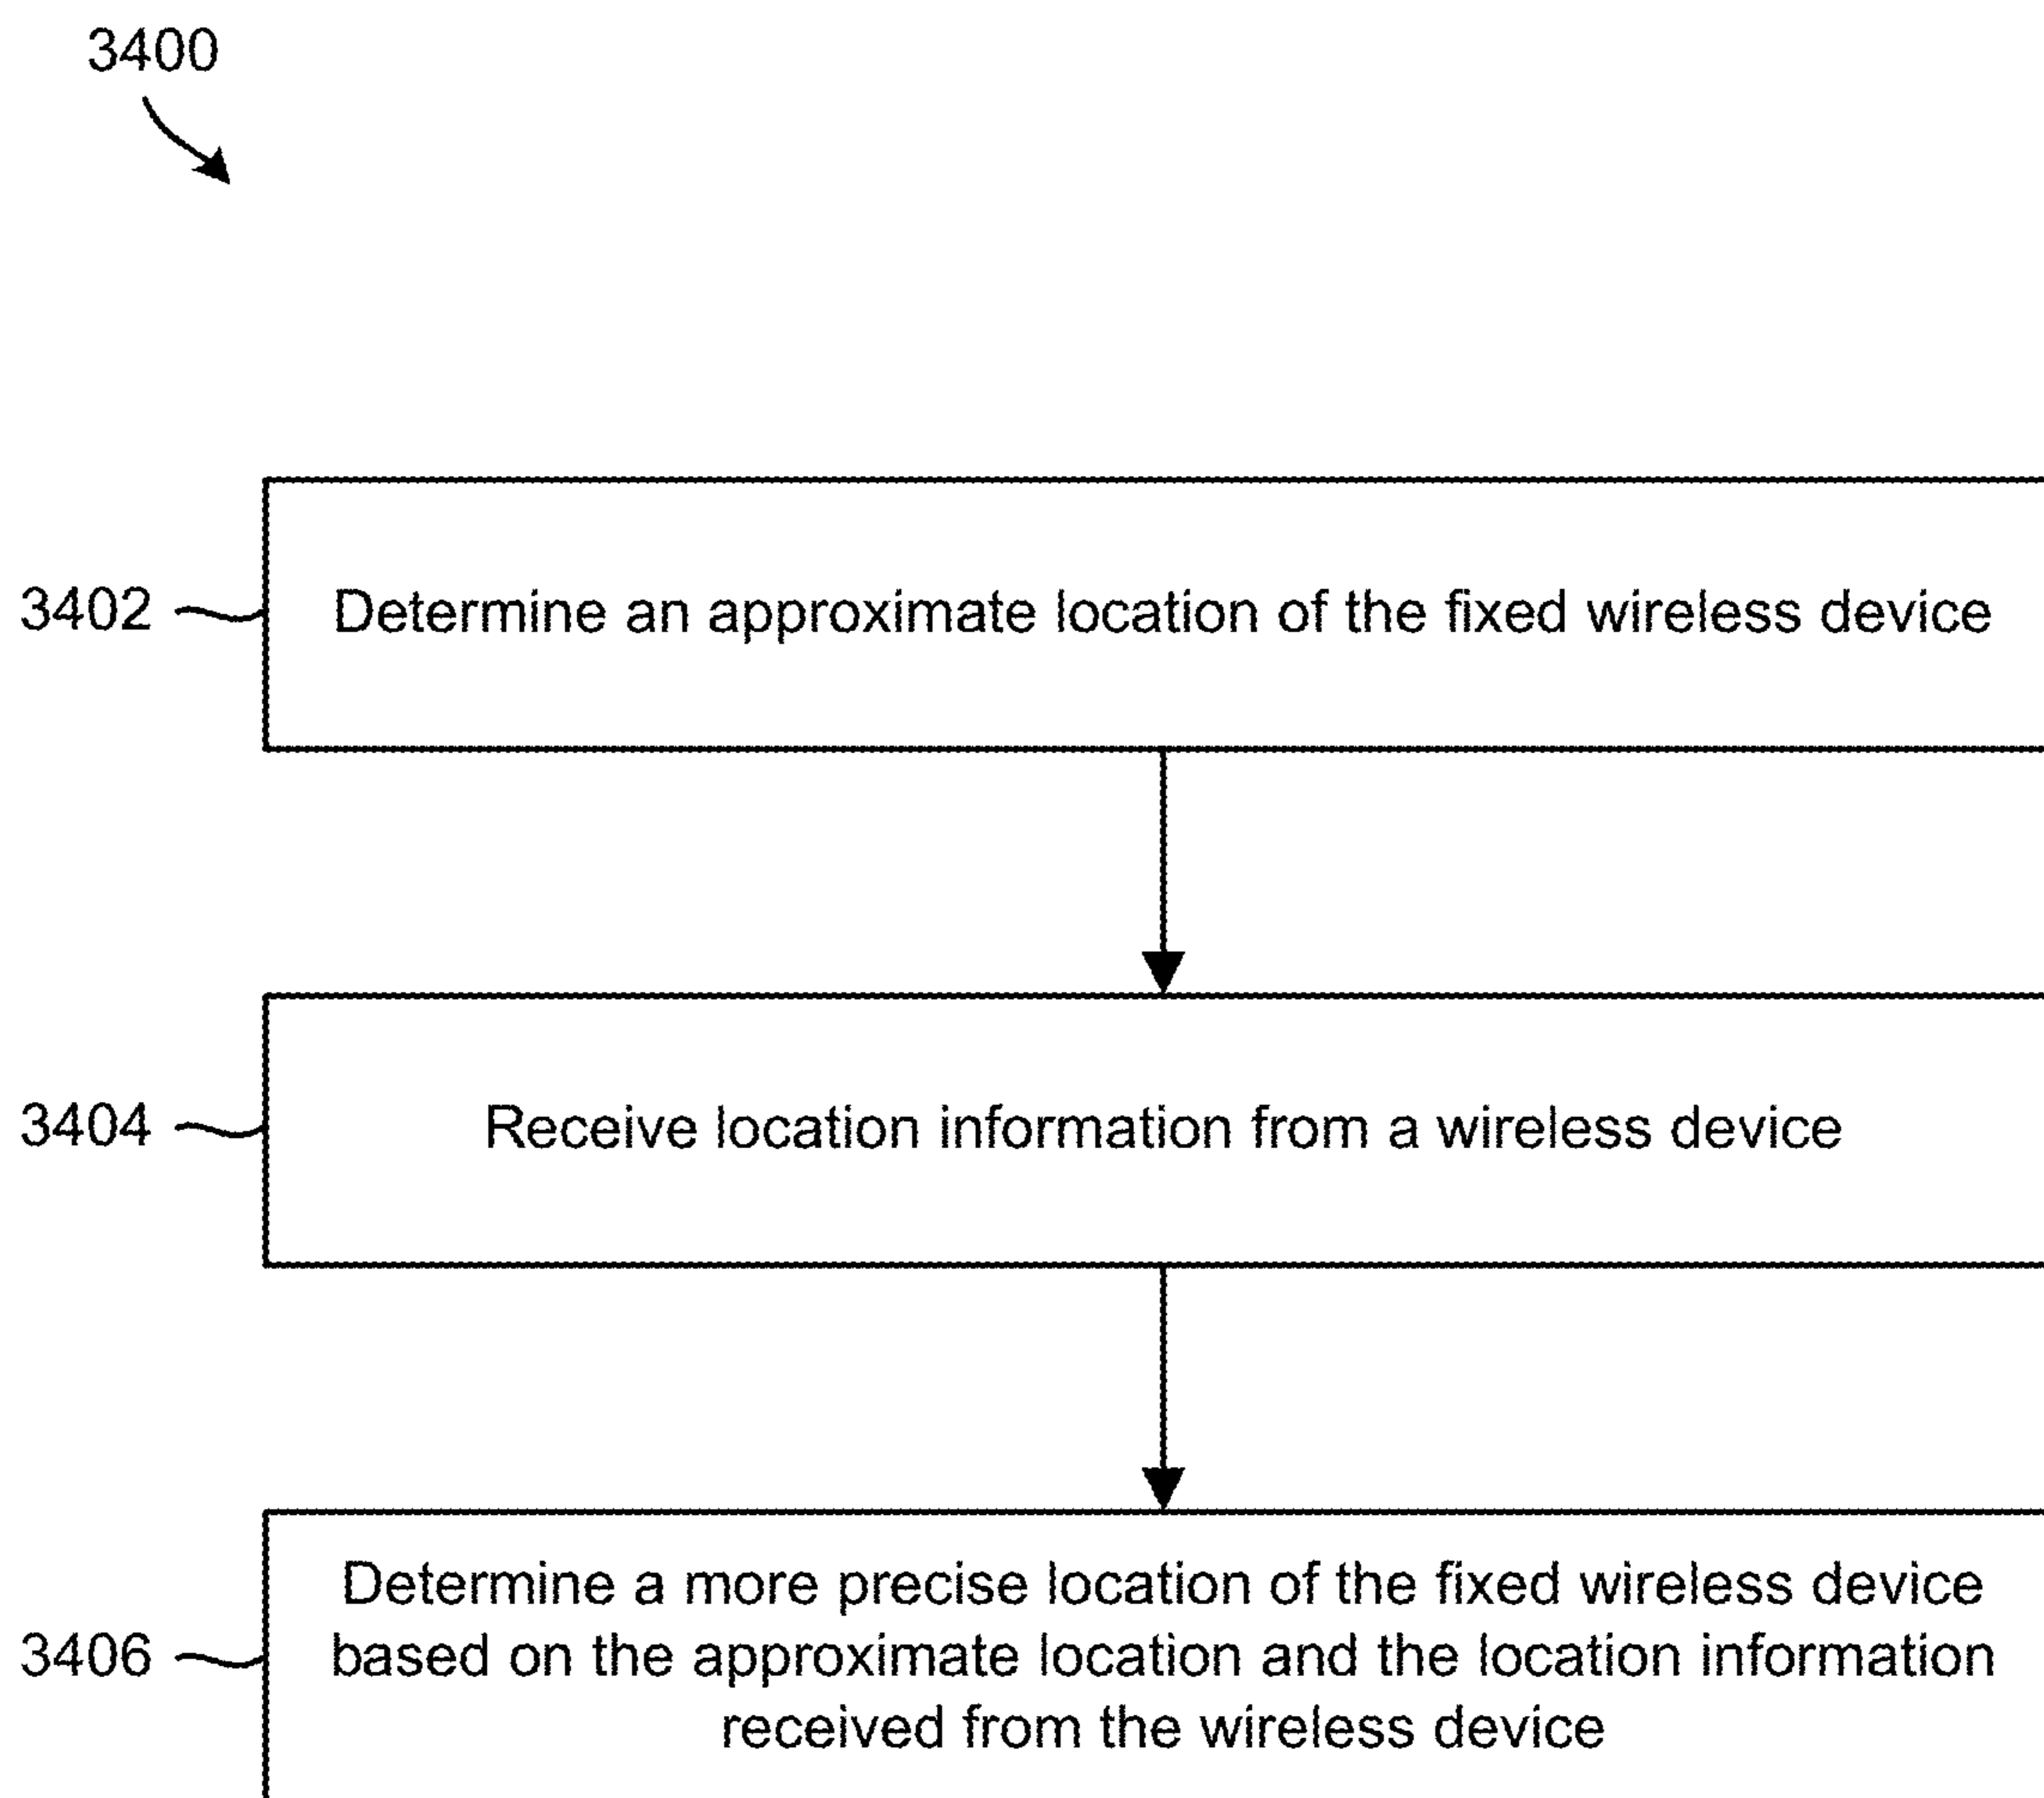 3400
3402
Determine an approximate location of the fixed wireless device
3404
Receive location information from a wireless device
3406
Determine a more precise location of the fixed wireless device
based on the approximate location and the location information
received from the wireless device